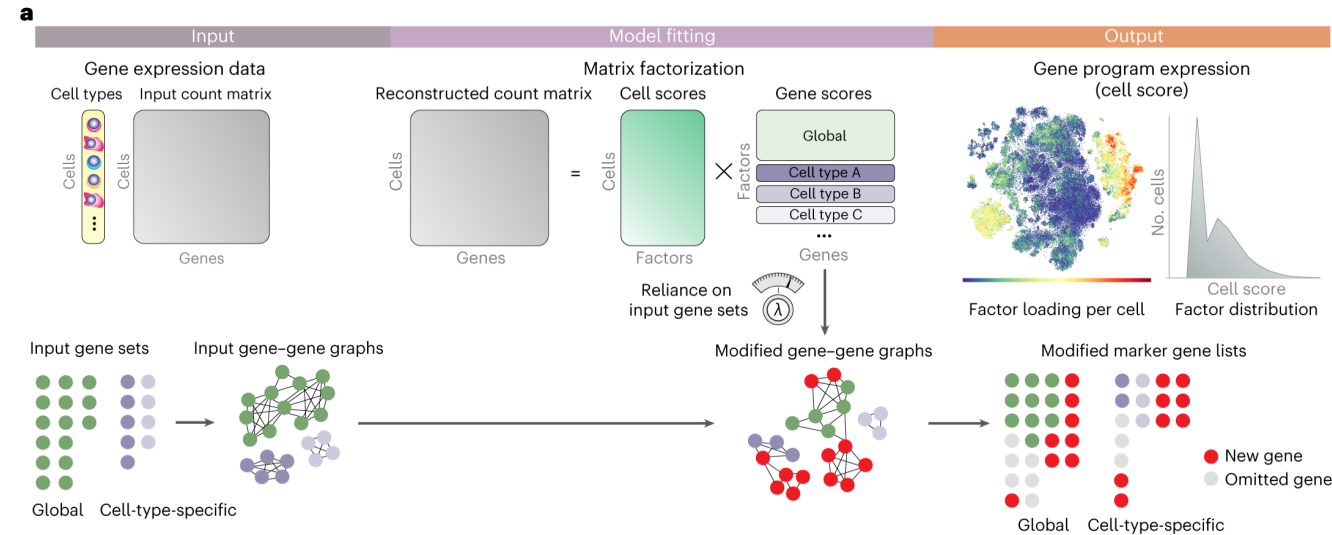 a
Input
Model fitting
Output
Gene expression data
Cell types
Input count matrix
Cells
Cells
Genes
Matrix factorization
Reconstructed count matrix
Cell scores
Gene scores
Cells
Genes
=
Cells
Factors
×
Factors
Global
Cell type A
Cell type B
Cell type C
...
Genes
Reliance on
input gene sets
λ
Gene program expression
(cell score)
Factor loading per cell
No. cells
Cell score
Factor distribution
Input gene sets
Global
Cell-type-specific
Input gene–gene graphs
Modified gene–gene graphs
Modified marker gene lists
Global
Cell-type-specific
New gene
Omitted gene